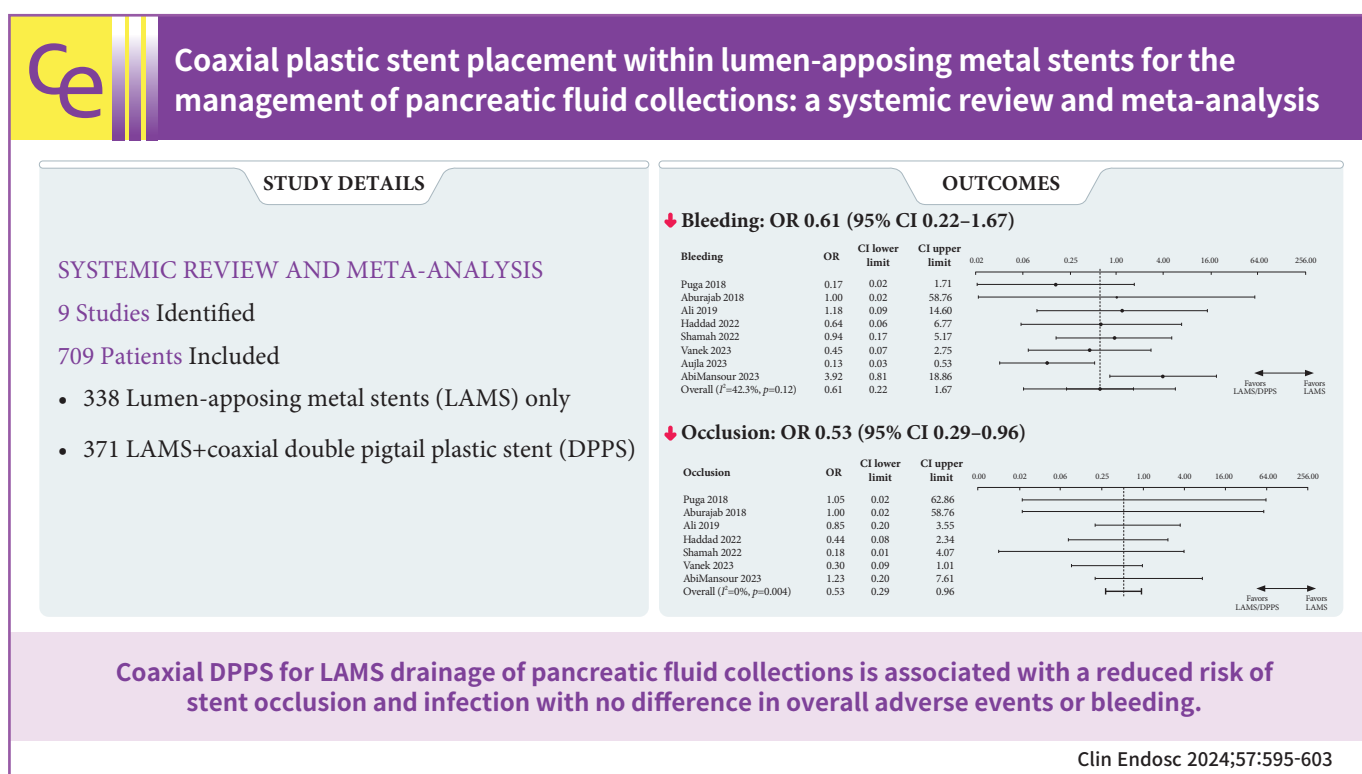 Ce
Coaxial plastic stent placement within lumen-apposing metal stents for the
management of pancreatic fluid collections: a systemic review and meta-analysis
STUDY DETAILS
SYSTEMIC REVIEW AND META-ANALYSIS
9 Studies Identified
709 Patients Included
• 338 Lumen-apposing metal stents (LAMS) only
• 371 LAMS+coaxial double pigtail plastic stent (DPPS)
OUTCOMES
Bleeding: OR 0.61 (95% CI 0.22–1.67)
Bleeding OR CI lower limit CI upper limit 0.02 0.06 0.25 1.00 4.00 16.00 64.00 256.00
Puga 2018 0.17 0.02 1.71
Aburajab 2018 1.00 0.02 58.76
Ali 2019 1.18 0.09 14.60
Haddad 2022 0.64 0.06 6.77
Shamah 2022 0.94 0.17 5.17
Vanek 2023 0.45 0.07 2.75
Aujla 2023 0.13 0.03 0.53
AbiMansour 2023 3.92 0.81 18.86
Overall (I²=42.3%, p=0.12) 0.61 0.22 1.67
Favors LAMS/DPPS
Favors LAMS
Occlusion: OR 0.53 (95% CI 0.29–0.96)
Occlusion OR CI lower limit CI upper limit 0.00 0.02 0.06 0.25 1.00 4.00 16.00 64.00 256.00
Puga 2018 1.05 0.02 62.86
Aburajab 2018 1.00 0.02 58.76
Ali 2019 0.85 0.20 3.55
Haddad 2022 0.44 0.08 2.34
Shamah 2022 0.18 0.01 4.07
Vanek 2023 0.30 0.09 1.01
AbiMansour 2023 1.23 0.20 7.61
Overall (I²=0%, p=0.004) 0.53 0.29 0.96
Favors LAMS/DPPS
Favors LAMS
Coaxial DPPS for LAMS drainage of pancreatic fluid collections is associated with a reduced risk of
stent occlusion and infection with no difference in overall adverse events or bleeding.
Clin Endosc 2024;57:595-603